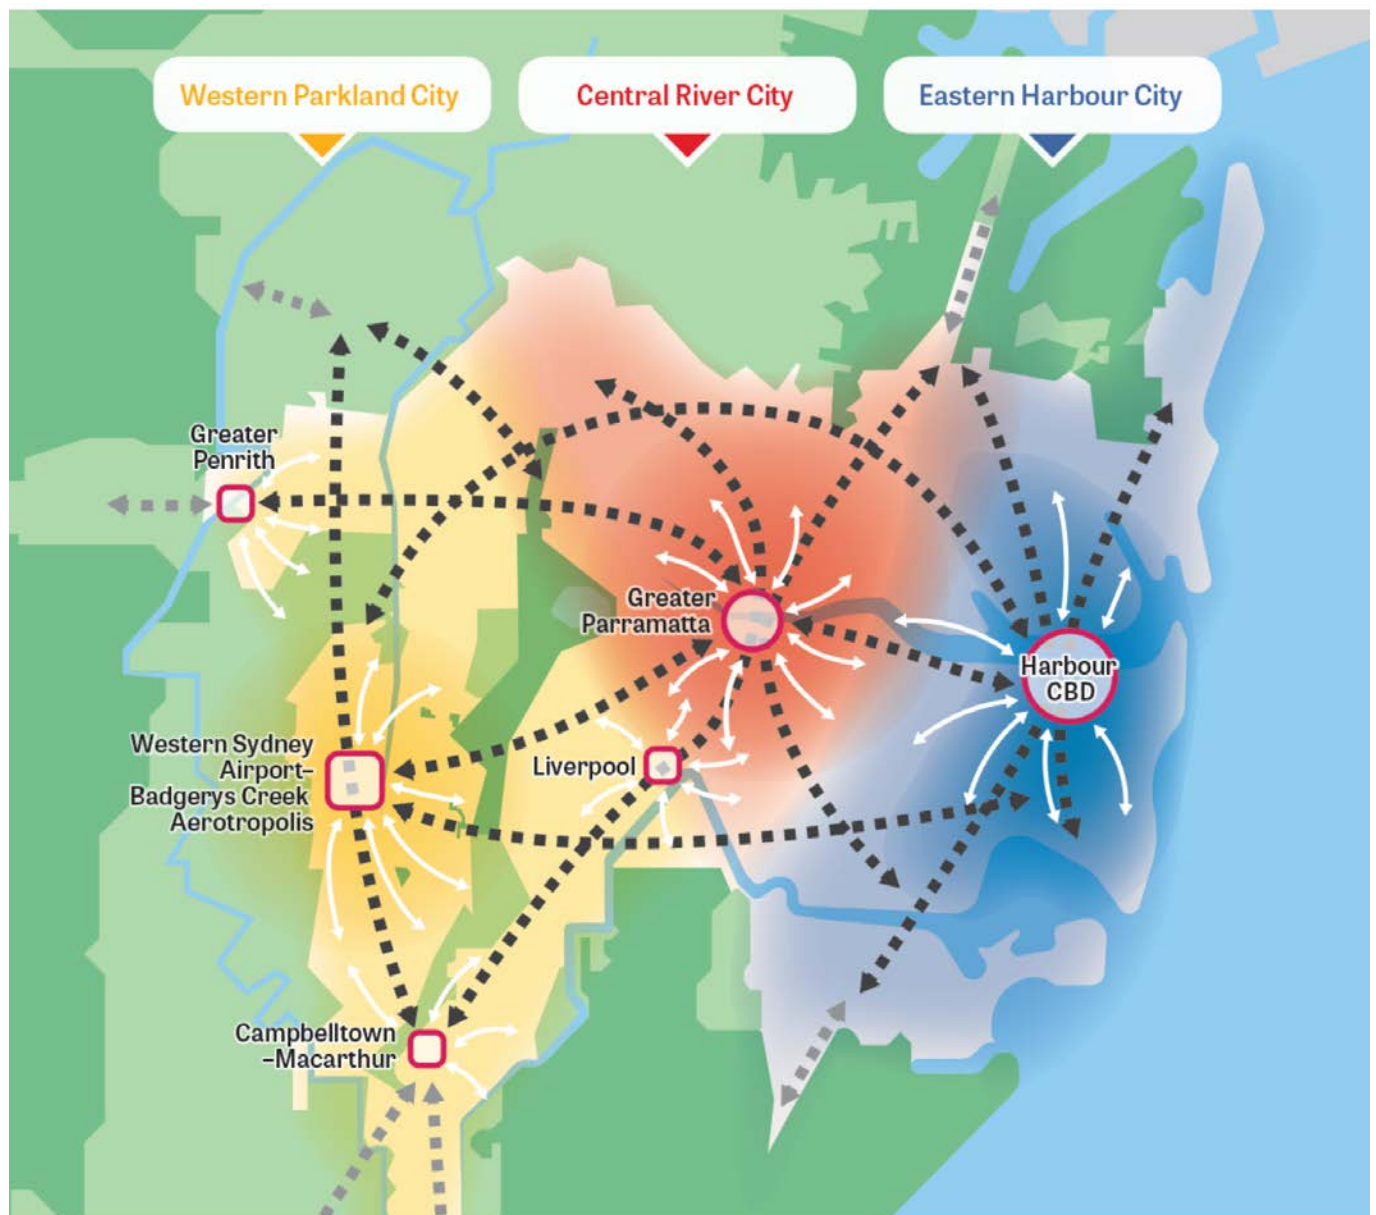 Western Parkland City
Central River City
Eastern Harbour City
Greater
Penrith
Greater
Parramatta
Harbour
CBD
Western Sydney
Airport–
Badgerys Creek
Aerotropolis
Liverpool
Campbelltown
–Macarthur